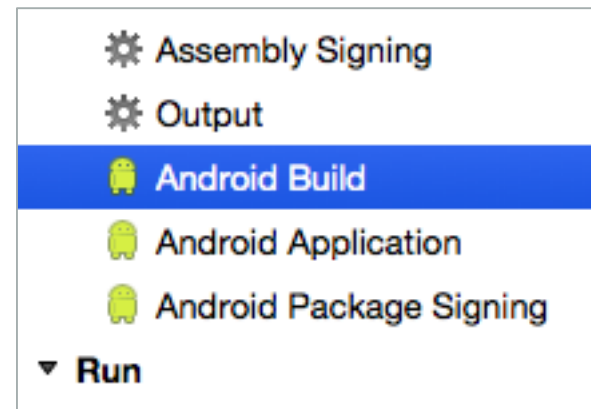 Assembly Signing
Output
Android Build
Android Application
Android Package Signing
Run